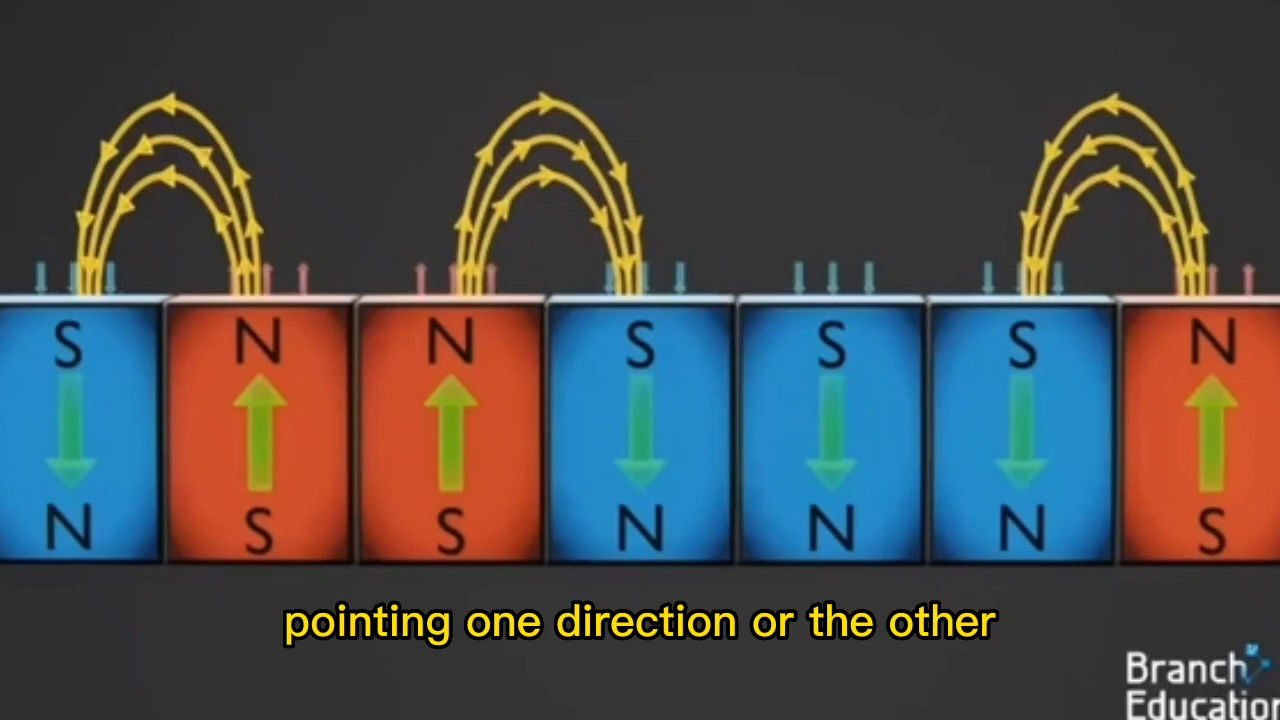 S N N S S S N
N S S N N N S
pointing one direction or the other
Branch
Education